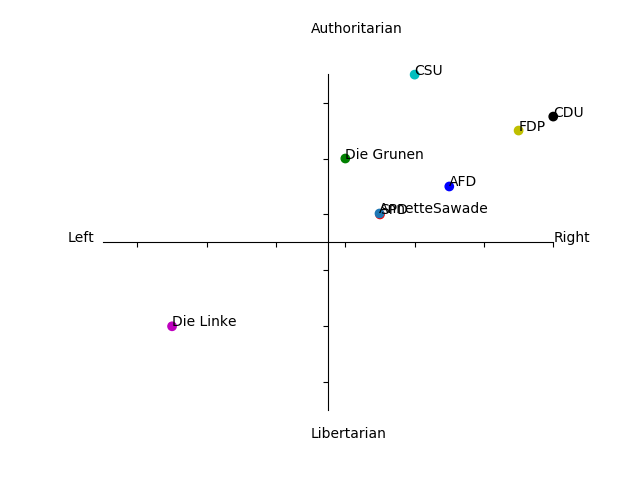 Authoritarian
CSU
CDU
FDP
Die Grunen
AFD
AnnetteSawade
SPD
Left
Right
Die Linke
Libertarian